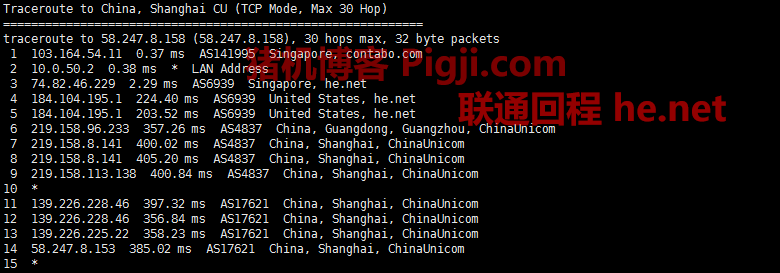 Traceroute to China, Shanghai CU (TCP Mode, Max 30 Hop)
============================================================
traceroute to 58.247.8.158 (58.247.8.158), 30 hops max, 32 byte packets
1 103.164.54.11 0.37 ms AS141995 Singapore, contabo.com
2 10.0.50.2 0.38 ms * LAN Address
3 74.82.46.229 2.29 ms AS6939 Singapore, he.net
4 184.104.195.1 224.40 ms AS6939 United States, he.net
5 184.104.195.1 203.52 ms AS6939 United States, he.net
6 219.158.96.233 357.26 ms AS4837 China, Guangdong, Guangzhou, ChinaUnicom
7 219.158.8.141 400.02 ms AS4837 China, Shanghai, ChinaUnicom
8 219.158.8.141 405.20 ms AS4837 China, Shanghai, ChinaUnicom
9 219.158.113.138 400.84 ms AS4837 China, Shanghai, ChinaUnicom
10 *
11 139.226.228.46 397.32 ms AS17621 China, Shanghai, ChinaUnicom
12 139.226.228.46 356.84 ms AS17621 China, Shanghai, ChinaUnicom
13 139.226.225.22 358.23 ms AS17621 China, Shanghai, ChinaUnicom
14 58.247.8.153 385.02 ms AS17621 China, Shanghai, ChinaUnicom
15 *
猪机博客 Pigji.com
联通回程 he.net